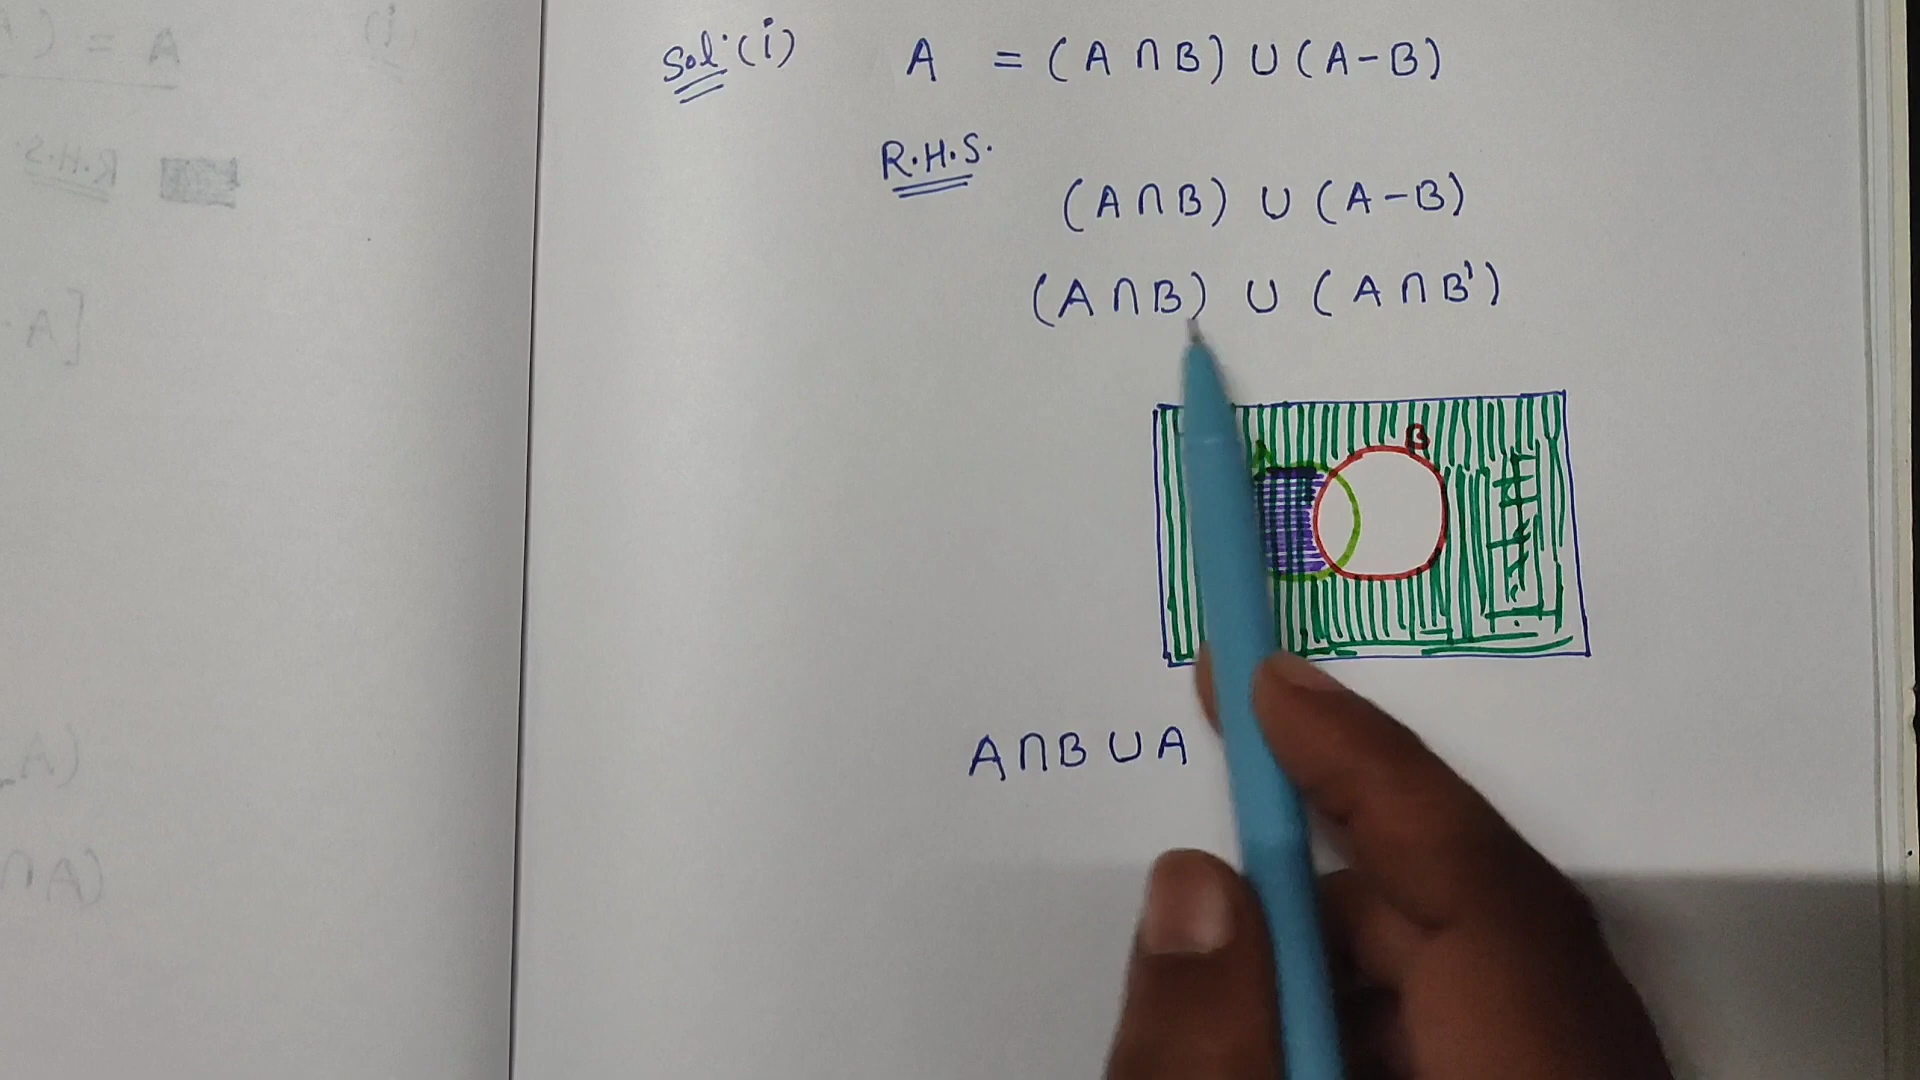 Sol. (i) A = (A ∩ B) ∪ (A - B)
R.H.S.
(A ∩ B) ∪ (A - B)
(A ∩ B) ∪ (A ∩ B')
A B
A ∩ B ∪ A